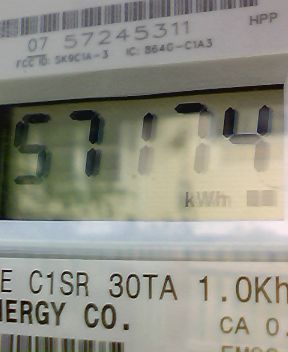 HPP
07 57245311
FCC ID: SK9C1A-3 IC: 864G-C1A3
57174
kWh
E C1SR 30TA 1.0Kh
NERGY CO.
CA 0.